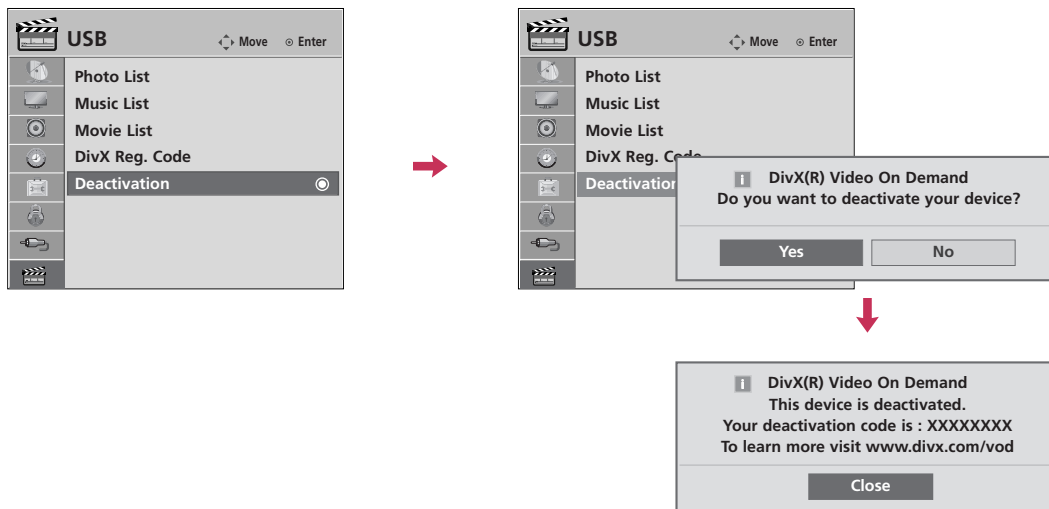 USB Move Enter
Photo List
Music List
Movie List
DivX Reg. Code
Deactivation
USB Move Enter
Photo List
Music List
Movie List
DivX Reg. Code
Deactivation
DivX(R) Video On Demand
Do you want to deactivate your device?
Yes No
DivX(R) Video On Demand
This device is deactivated.
Your deactivation code is : XXXXXXXX
To learn more visit www.divx.com/vod
Close